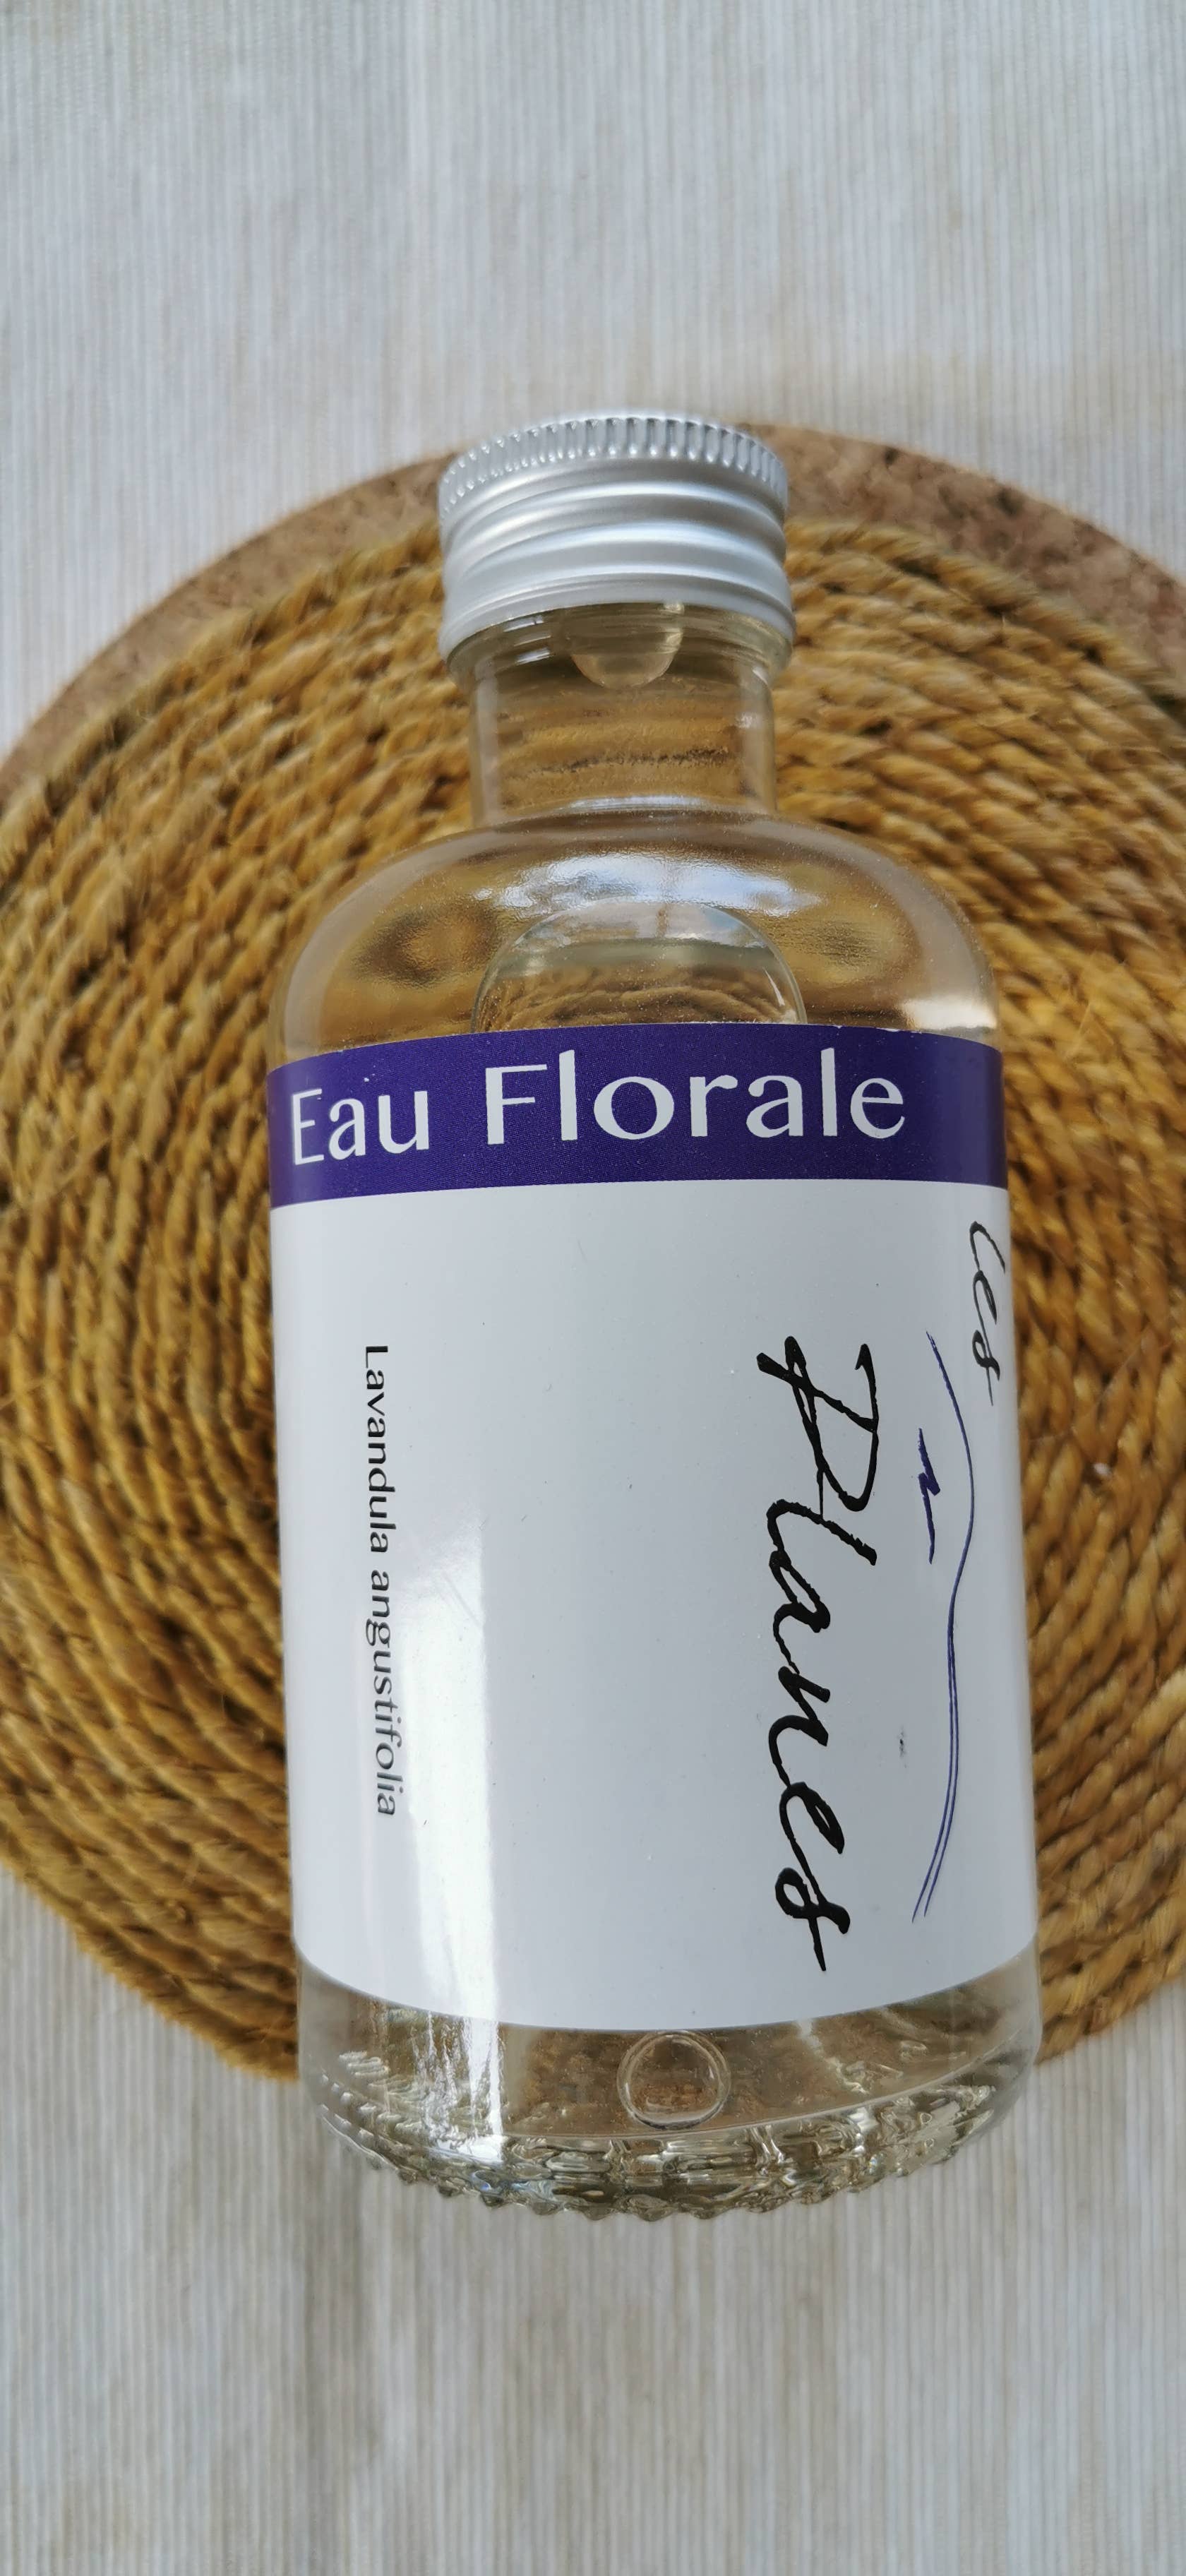 Eau Florale
Les
Planes
Lavandula angustifolia